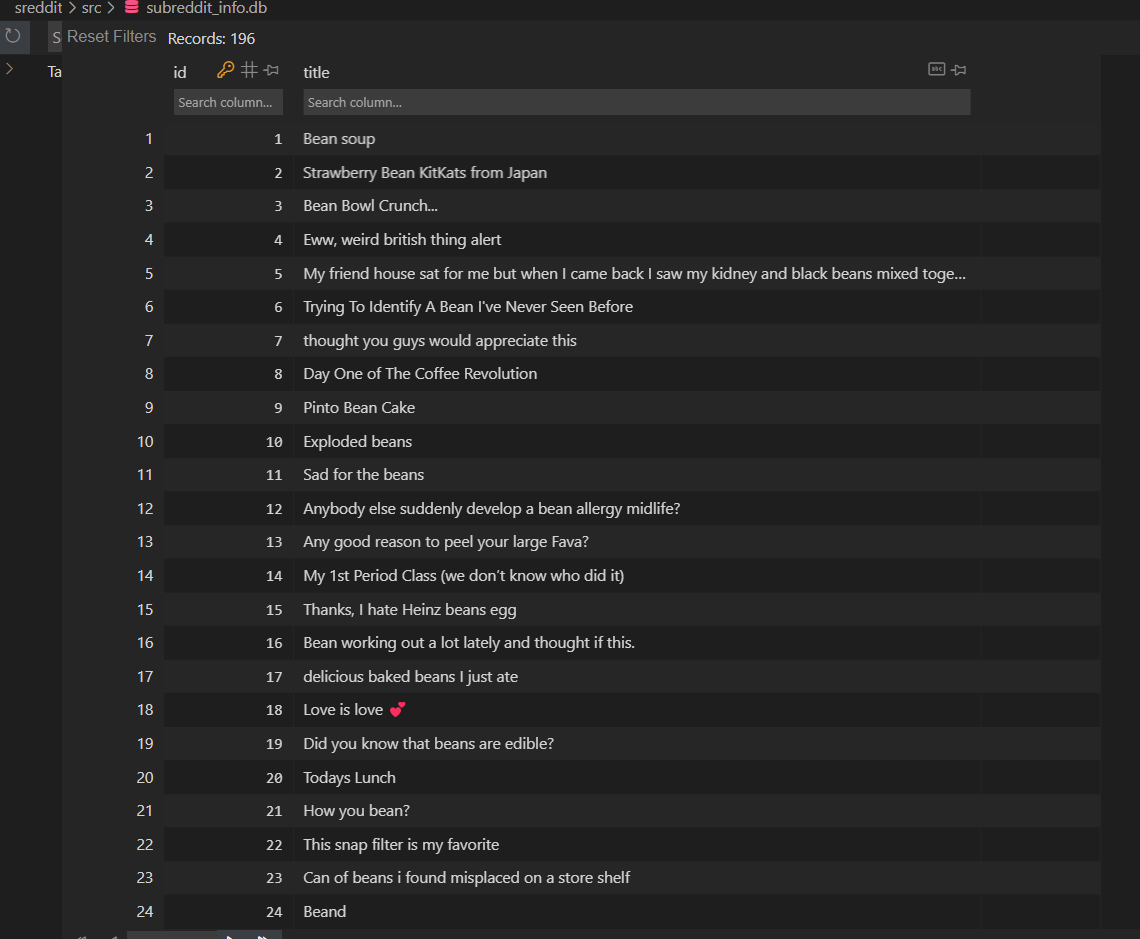 sreddit > src > subreddit_info.db
S Reset Filters Records: 196
Ta
id title
Search column... Search column...
1 1 Bean soup
2 2 Strawberry Bean KitKats from Japan
3 3 Bean Bowl Crunch...
4 4 Eww, weird british thing alert
5 5 My friend house sat for me but when I came back I saw my kidney and black beans mixed toge...
6 6 Trying To Identify A Bean I've Never Seen Before
7 7 thought you guys would appreciate this
8 8 Day One of The Coffee Revolution
9 9 Pinto Bean Cake
10 10 Exploded beans
11 11 Sad for the beans
12 12 Anybody else suddenly develop a bean allergy midlife?
13 13 Any good reason to peel your large Fava?
14 14 My 1st Period Class (we don’t know who did it)
15 15 Thanks, I hate Heinz beans egg
16 16 Bean working out a lot lately and thought if this.
17 17 delicious baked beans I just ate
18 18 Love is love 💕
19 19 Did you know that beans are edible?
20 20 Todays Lunch
21 21 How you bean?
22 22 This snap filter is my favorite
23 23 Can of beans i found misplaced on a store shelf
24 24 Beand